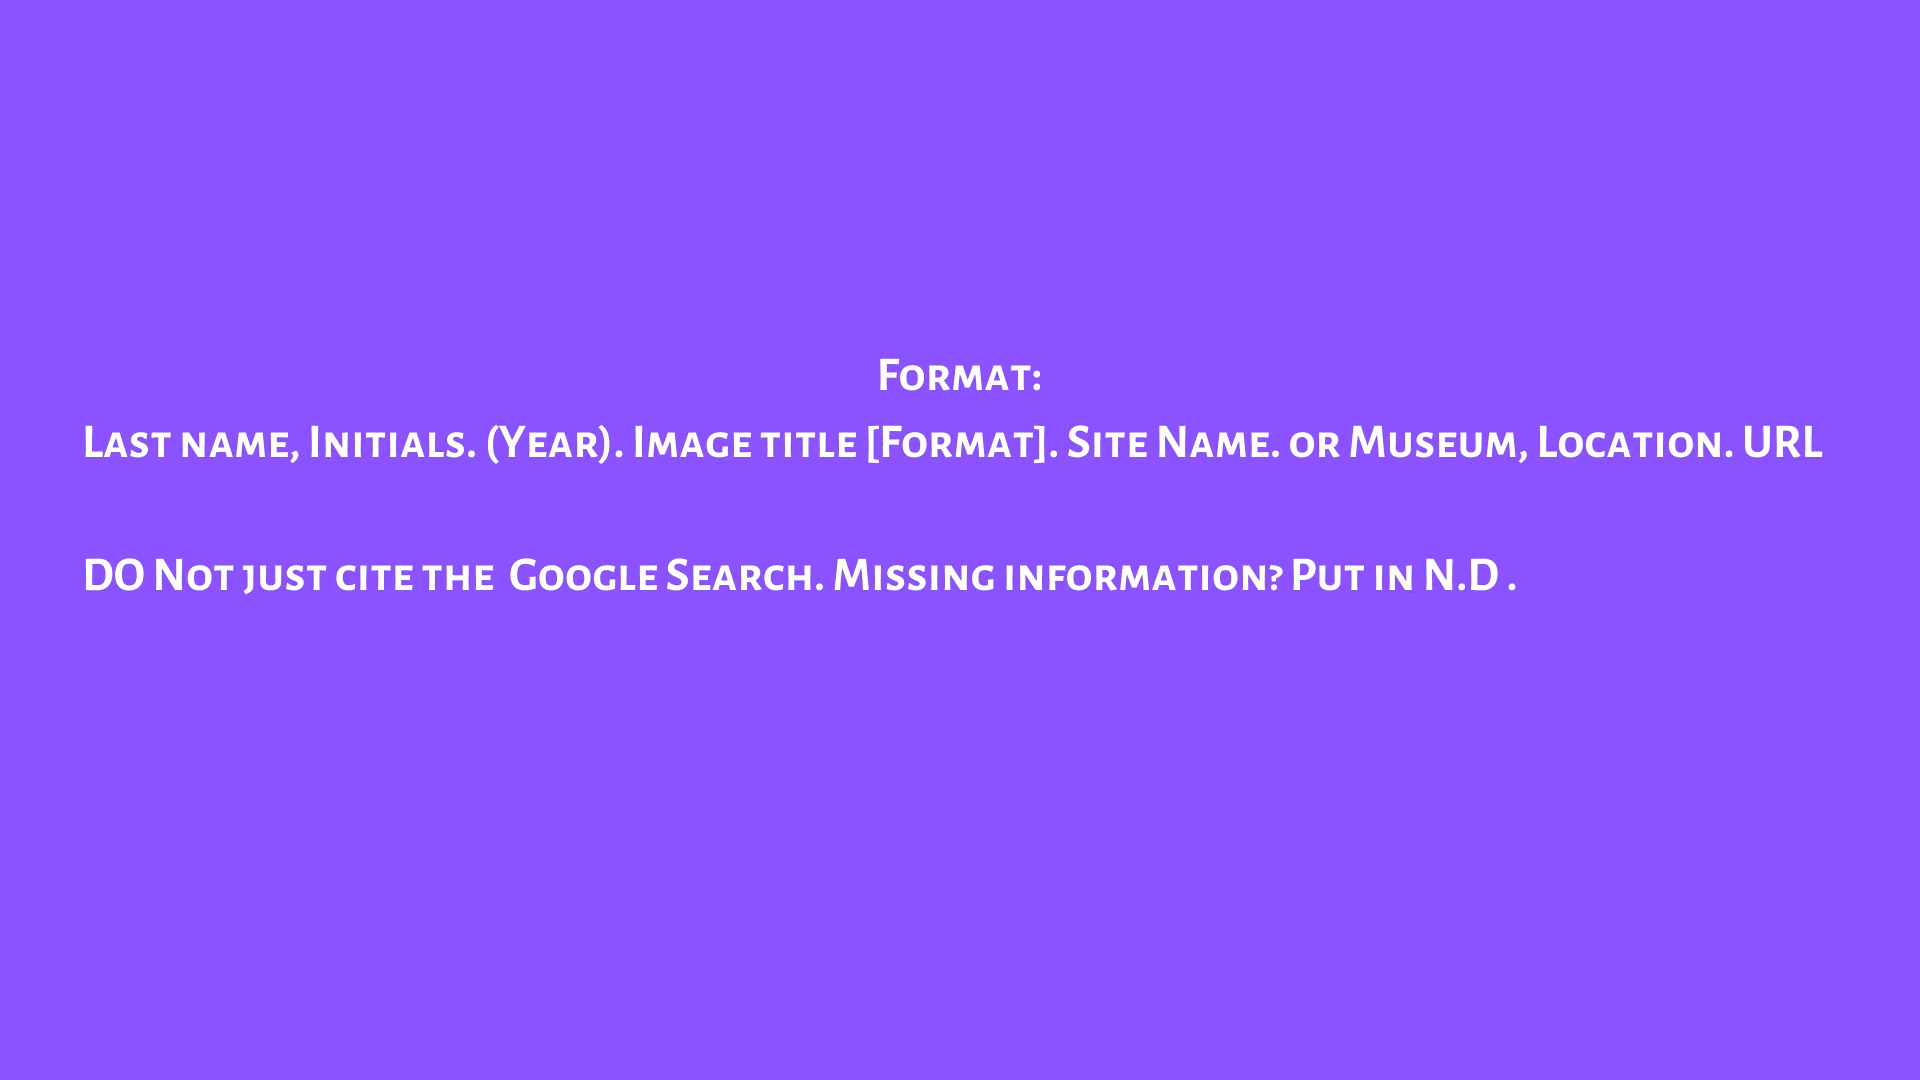 Format:
Last name, Initials. (Year). Image title [Format]. Site Name. or Museum, Location. URL
DO Not just cite the Google Search. Missing information? Put in N.D .